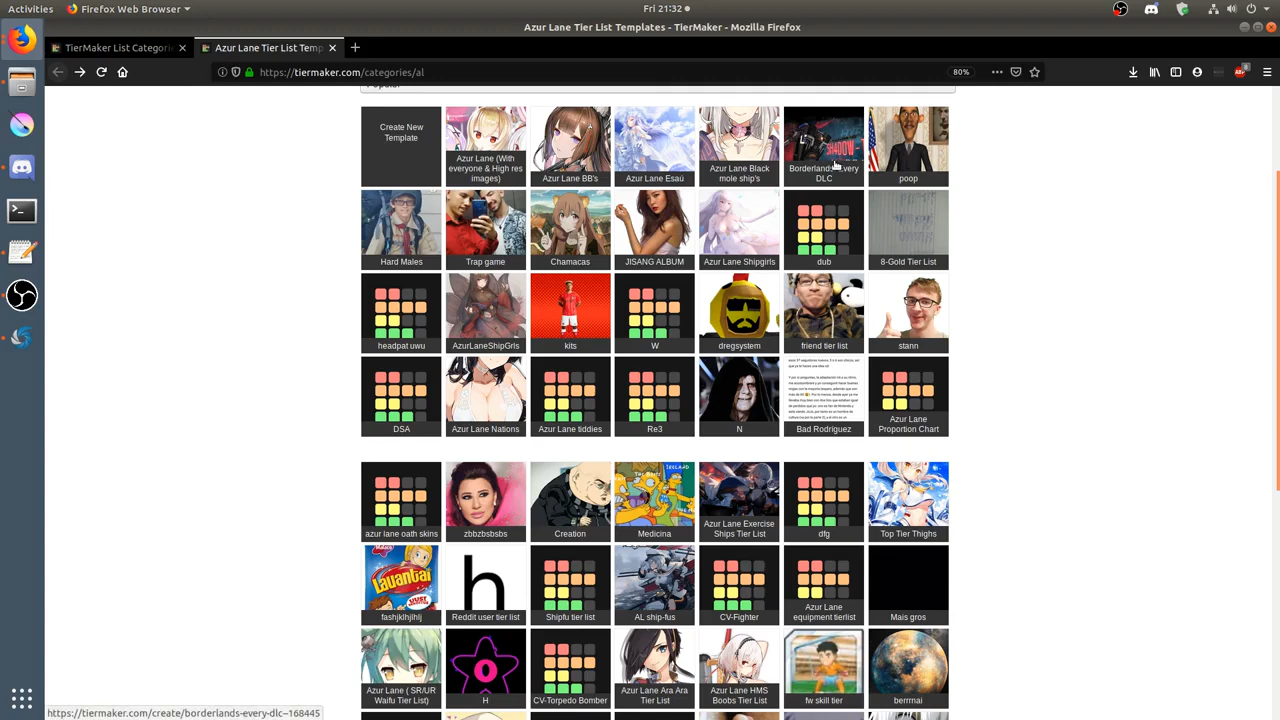 Activities
Firefox Web Browser
Fri 21:32
Azur Lane Tier List Templates - TierMaker - Mozilla Firefox
TierMaker List Categori
Azur Lane Tier List Temp
https://tiermaker.com/categories/al
80%
8
Create New
Template
Azur Lane (With
everyone & High res
images)
Azur Lane BB's
Azur Lane Esaú
Azur Lane Black
mole ship's
SHADOW
DLC
poop
Hard Males
Trap game
Chamacas
JISANG ALBUM
Azur Lane Shipgirls
dub
8-Gold Tier List
headpat uwu
AzurLaneShipGrls
kits
W
dregsystem
friend tier list
stann
DSA
Azur Lane Nations
Azur Lane tiddies
Re3
N
Bad Rodriguez
Azur Lane
Proportion Chart
azur lane oath skins
zbbzbsbsbs
Creation
Medicina
Azur Lane Exercise
Ships Tier List
dfg
Top Tier Thighs
Lauantai
fashjklhjlhlj
h
Reddit user tier list
Shipfu tier list
AL ship-fus
CV-Fighter
Azur Lane
equipment tierlist
Mais gros
Azur Lane ( SR/UR
Waifu Tier List)
H
CV-Torpedo Bomber
Azur Lane Ara Ara
Tier List
Azur Lane HMS
Boobs Tier List
fw skill tier
berrrnai
https://tiermaker.com/create/borderlands-every-dlc--168445